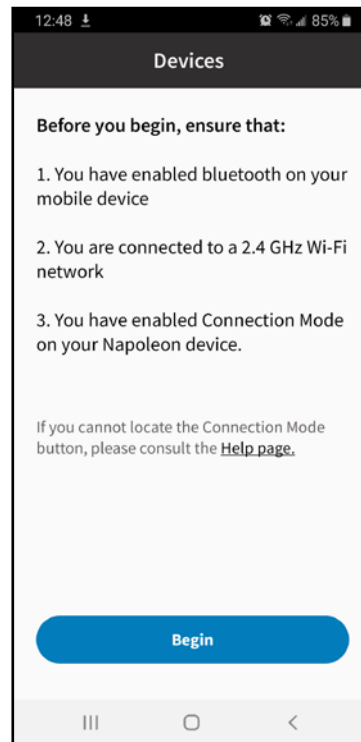 12:48
85%
Devices
Before you begin, ensure that:
1. You have enabled bluetooth on your
mobile device
2. You are connected to a 2.4 GHz Wi-Fi
network
3. You have enabled Connection Mode
on your Napoleon device.
If you cannot locate the Connection Mode
button, please consult the Help page.
Begin